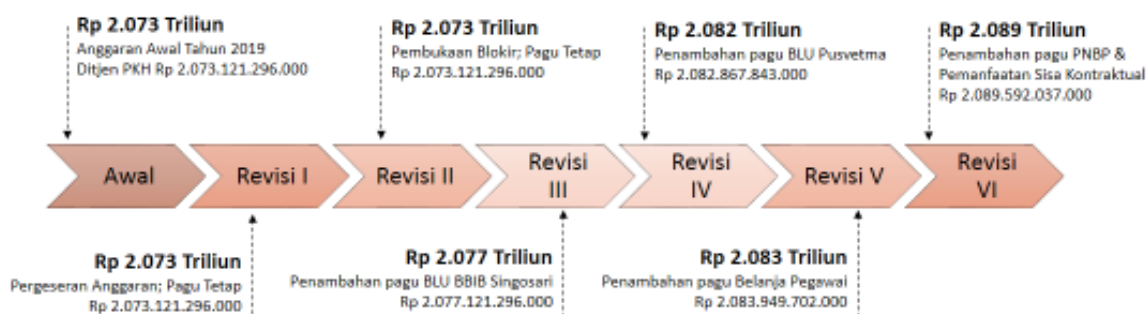 Rp 2.073 Triliun
Anggaran Awal Tahun 2019
Ditjen PKH Rp 2.073.121.296.000
Rp 2.073 Triliun
Pembukaan Blokir; Pagu Tetap
Rp 2.073.121.296.000
Rp 2.082 Triliun
Penambahan pagu BLU Pusvetma
Rp 2.082.867.843.000
Rp 2.089 Triliun
Penambahan pagu PNBP &
Pemanfaatan Sisa Kontraktual
Rp 2.089.592.037.000
Awal
Revisi I
Revisi II
Revisi
III
Revisi
IV
Revisi V
Revisi
VI
Rp 2.073 Triliun
Pergeseran Anggaran; Pagu Tetap
Rp 2.073.121.296.000
Rp 2.077 Triliun
Penambahan pagu BLU BBIB Singosari
Rp 2.077.121.296.000
Rp 2.083 Triliun
Penambahan pagu Belanja Pegawai
Rp 2.083.949.702.000